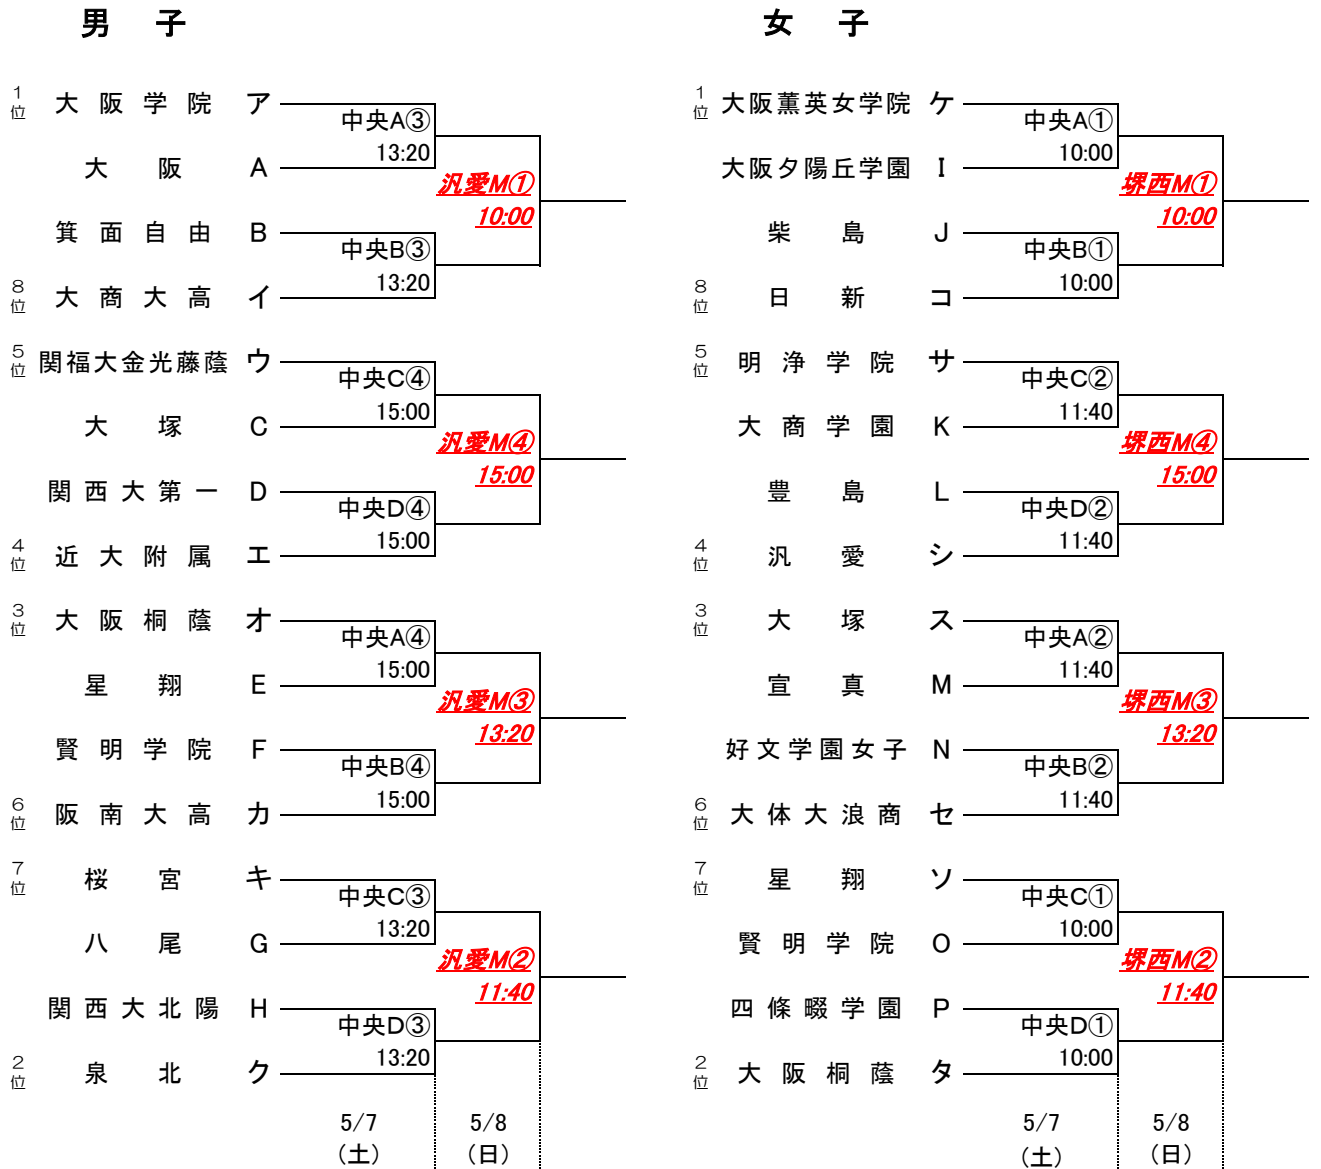 男 子
1位 大阪学院 ア
中央A③
13:20
大阪 A
汎愛M①
10:00
箕面自由 B
中央B③
13:20
8位 大商大高 イ
5位 関福大金光藤蔭 ウ
中央C④
15:00
大塚 C
汎愛M④
15:00
関西大第一 D
中央D④
15:00
4位 近大附属 エ
3位 大阪桐蔭 オ
中央A④
15:00
星翔 E
汎愛M③
13:20
賢明学院 F
中央B④
15:00
6位 阪南大高 カ
7位 桜宮 キ
中央C③
13:20
八尾 G
汎愛M②
11:40
関西大北陽 H
中央D③
13:20
2位 泉北 ク
5/7
(土)
5/8
(日)
女 子
1位 大阪薫英女学院 ケ
中央A①
10:00
大阪夕陽丘学園 I
堺西M①
10:00
柴島 J
中央B①
10:00
8位 日新 コ
5位 明浄学院 サ
中央C②
11:40
大商学園 K
堺西M④
15:00
豊島 L
中央D②
11:40
4位 汎愛 シ
3位 大塚 ス
中央A②
11:40
宣真 M
堺西M③
13:20
好文学園女子 N
中央B②
11:40
6位 大体大浪商 セ
7位 星翔 ソ
中央C①
10:00
賢明学院 O
堺西M②
11:40
四條畷学園 P
中央D①
10:00
2位 大阪桐蔭 タ
5/7
(土)
5/8
(日)